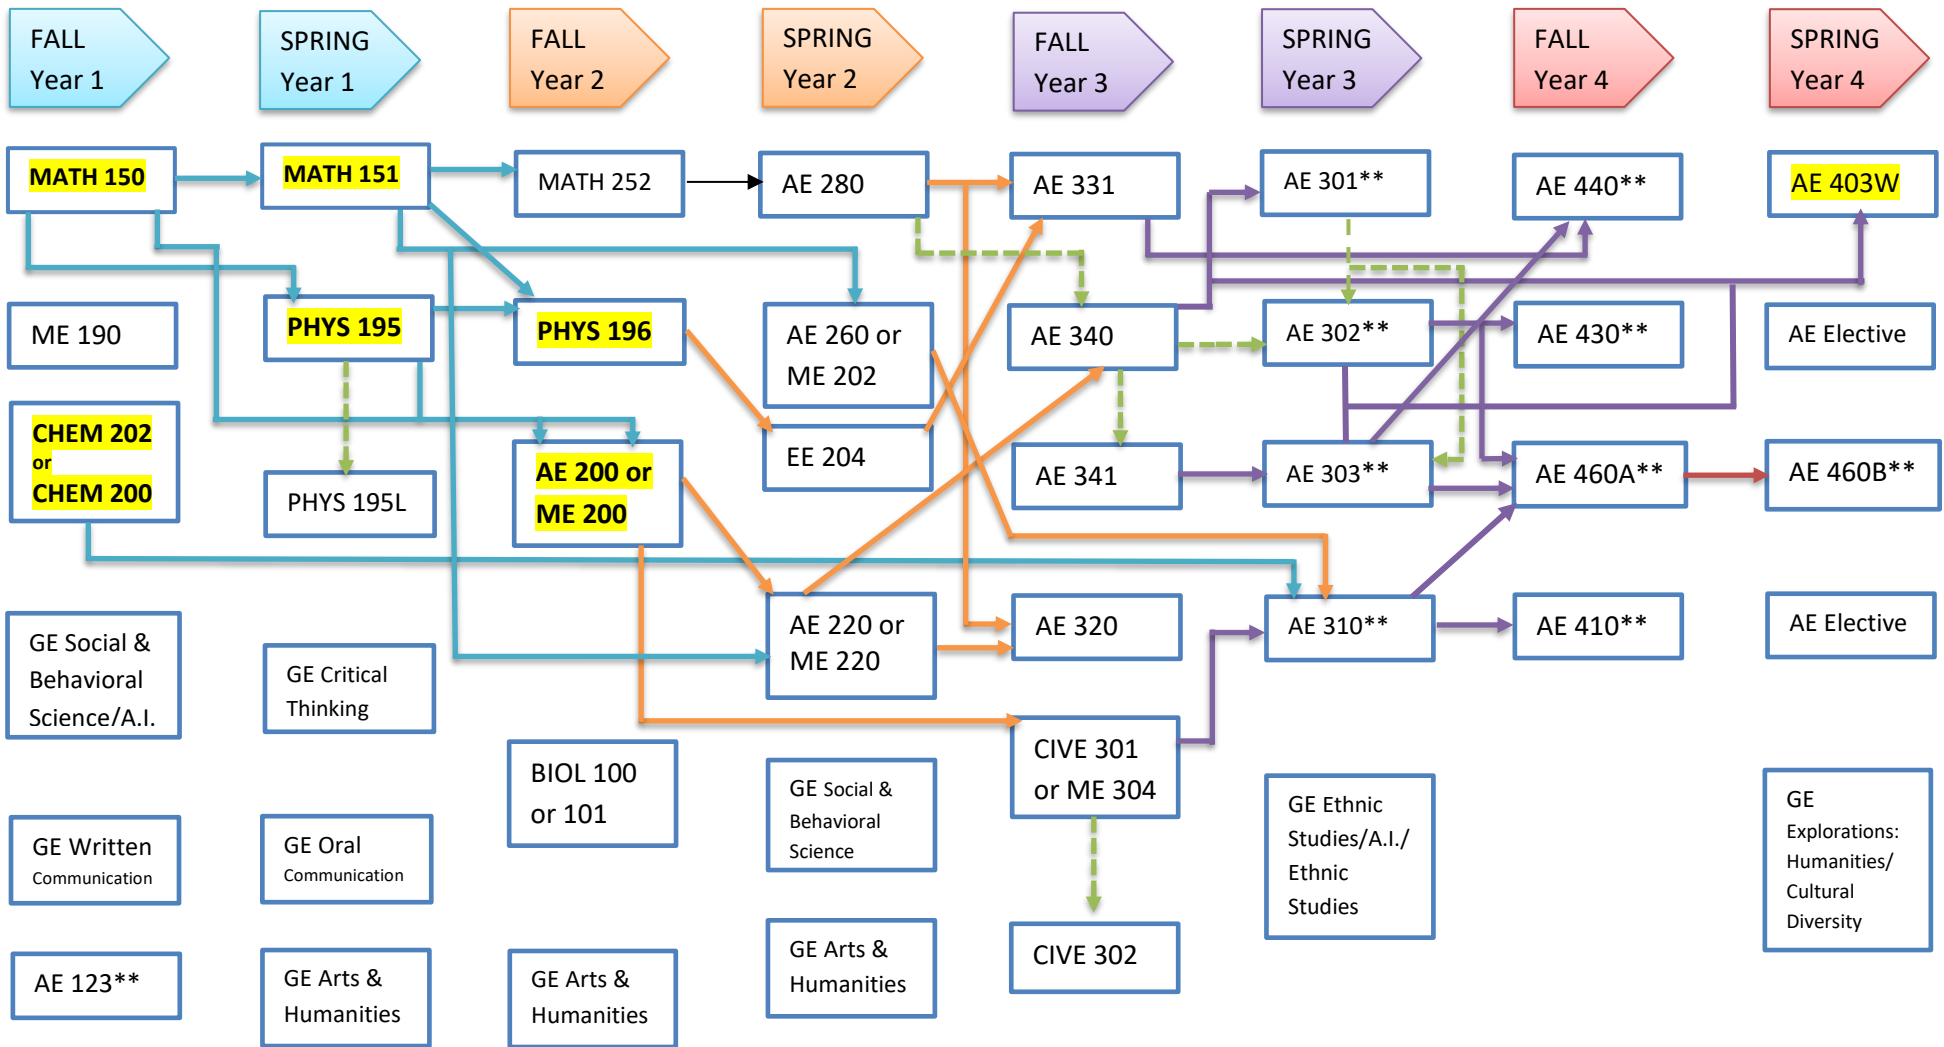 FALL
Year 1
SPRING
Year 1
FALL
Year 2
SPRING
Year 2
FALL
Year 3
SPRING
Year 3
FALL
Year 4
SPRING
Year 4
MATH 150
ME 190
CHEM 202
or
CHEM 200
GE Social &
Behavioral
Science/A.I.
GE Written
Communication
AE 123**
MATH 151
PHYS 195
PHYS 195L
GE Critical
Thinking
GE Oral
Communication
GE Arts &
Humanities
MATH 252
PHYS 196
AE 200 or
ME 200
BIOL 100
or 101
GE Arts &
Humanities
AE 280
AE 260 or
ME 202
EE 204
AE 220 or
ME 220
GE Social &
Behavioral
Science
GE Arts &
Humanities
AE 331
AE 340
AE 341
AE 320
CIVE 301
or ME 304
CIVE 302
AE 301**
AE 302**
AE 303**
AE 310**
GE Ethnic
Studies/A.I./
Ethnic
Studies
AE 440**
AE 430**
AE 460A**
AE 410**
AE 403W
AE Elective
AE 460B**
AE Elective
GE
Explorations:
Humanities/
Cultural
Diversity